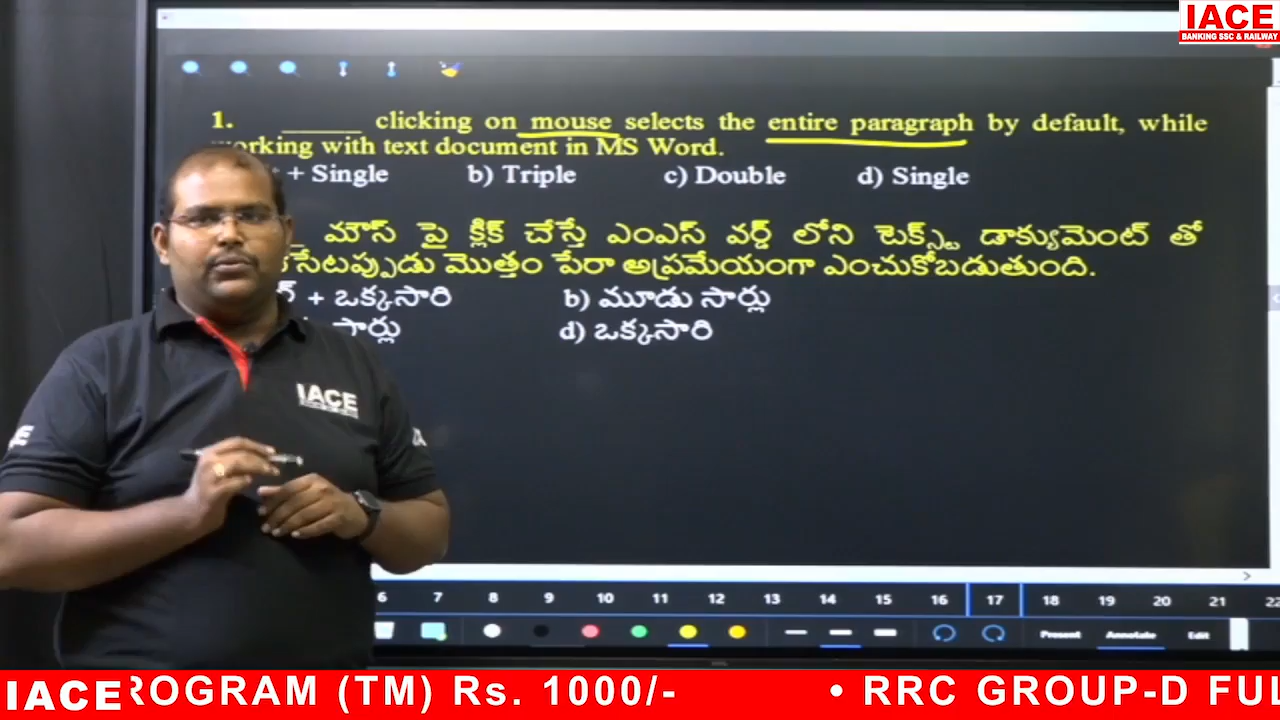 IACE
BANKING SSC & RAILWAY
1. _____ clicking on mouse selects the entire paragraph by default, while
working with text document in MS Word.
+ Single b) Triple c) Double d) Single
మౌస్ పై క్లిక్ చేస్తే ఎంఎస్ వర్డ్ లోని టెక్స్ట్ డాక్యుమెంట్ తో
మొత్తం పేరా అప్రమేయంగా ఎంచుకోబడుతుంది.
+ ఒక్కసారి b) మూడు సార్లు
సార్లు d) ఒక్కసారి
IACE
6 7 8 9 10 11 12 13 14 15 16 17 18 19 20 21 22
Present Annotate Edit
IACE ROGRAM (TM) Rs. 1000/- • RRC GROUP-D FUL